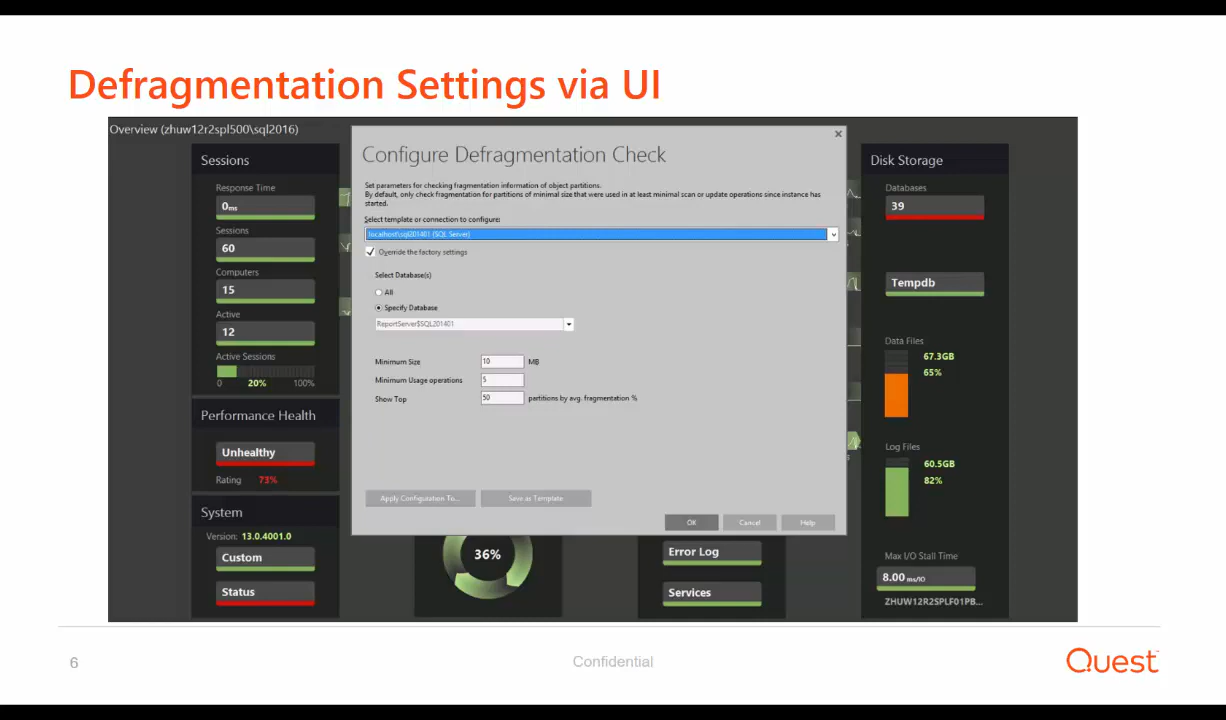 Defragmentation Settings via UI
Overview (zhuw12r2spl500\sql2016)
Sessions
Response Time
0ms
Sessions
60
Computers
15
Active
12
Active Sessions
0 20% 100%
Performance Health
Unhealthy
Rating 73%
System
Version: 13.0.4001.0
Custom
Status
Configure Defragmentation Check
Set parameters for checking fragmentation information of object partitions.
By default, only check fragmentation for partitions of minimal size that were used in at least minimal scan or update operations since instance has
started.
Select template or connection to configure:
localhost\sql201401 (SQL Server)
Override the factory settings
Select Database(s)
All
Specify Database
ReportServer$SQL201401
Minimum Size 10 MB
Minimum Usage operations 5
Show Top 50 partitions by avg. fragmentation %
Apply Configuration To...
Save as Template
OK
Cancel
Help
36%
Error Log
Services
Disk Storage
Databases
39
Tempdb
Data Files
67.3GB
65%
Log Files
60.5GB
82%
Max I/O Stall Time
8.00 ms/IO
ZHUW12R2SPLF01PB...
6
Confidential
Quest